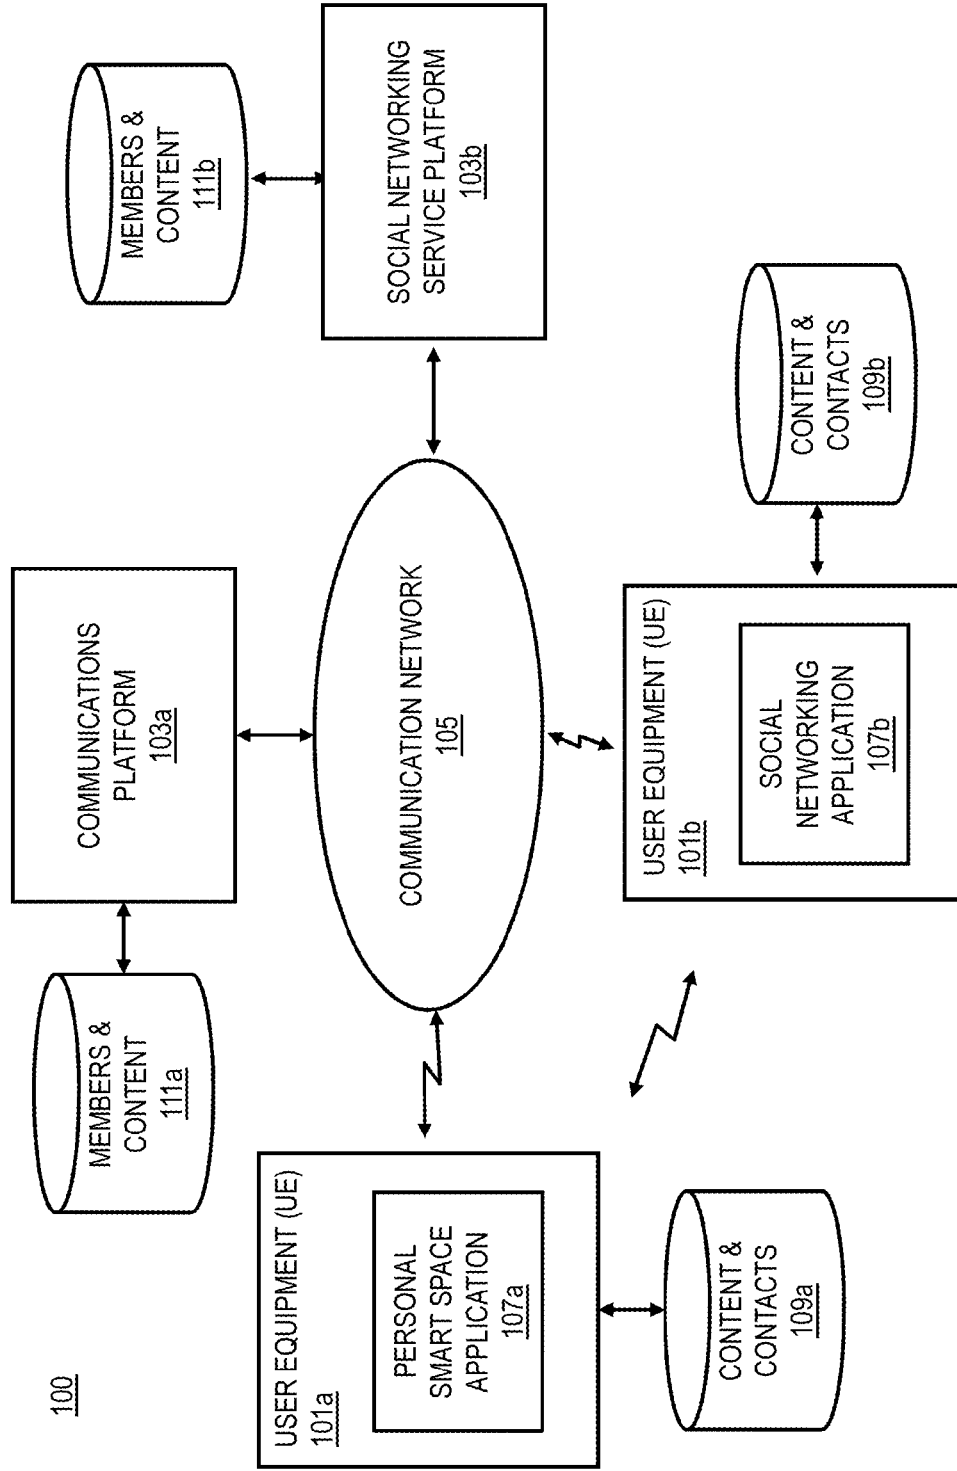 100
MEMBERS &
CONTENT
111a
COMMUNICATIONS
PLATFORM
103a
MEMBERS &
CONTENT
111b
SOCIAL NETWORKING
SERVICE PLATFORM
103b
COMMUNICATION NETWORK
105
USER EQUIPMENT (UE)
101a
PERSONAL
SMART SPACE
APPLICATION
107a
CONTENT &
CONTACTS
109a
USER EQUIPMENT (UE)
101b
SOCIAL
NETWORKING
APPLICATION
107b
CONTENT &
CONTACTS
109b